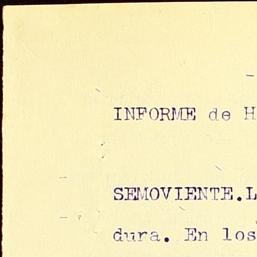 INFORME de H
SEMOVIENTE.L
dura. En los